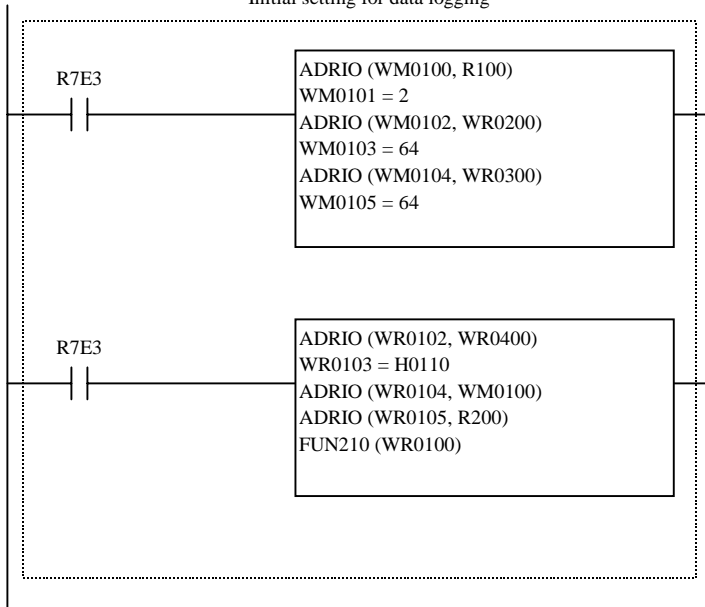 Initial setting for data logging
R7E3
ADRIO (WM0100, R100)
WM0101 = 2
ADRIO (WM0102, WR0200)
WM0103 = 64
ADRIO (WM0104, WR0300)
WM0105 = 64
R7E3
ADRIO (WR0102, WR0400)
WR0103 = H0110
ADRIO (WR0104, WM0100)
ADRIO (WR0105, R200)
FUN210 (WR0100)